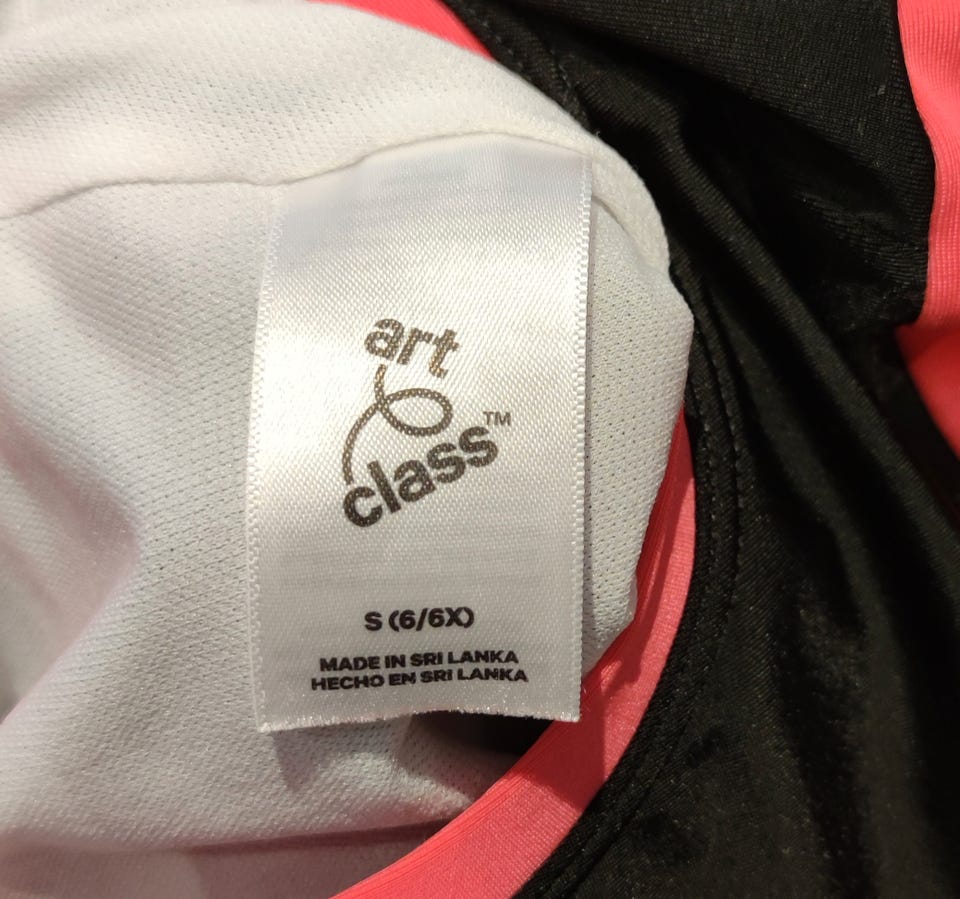 art
class™
S (6/6X)
MADE IN SRI LANKA
HECHO EN SRI LANKA